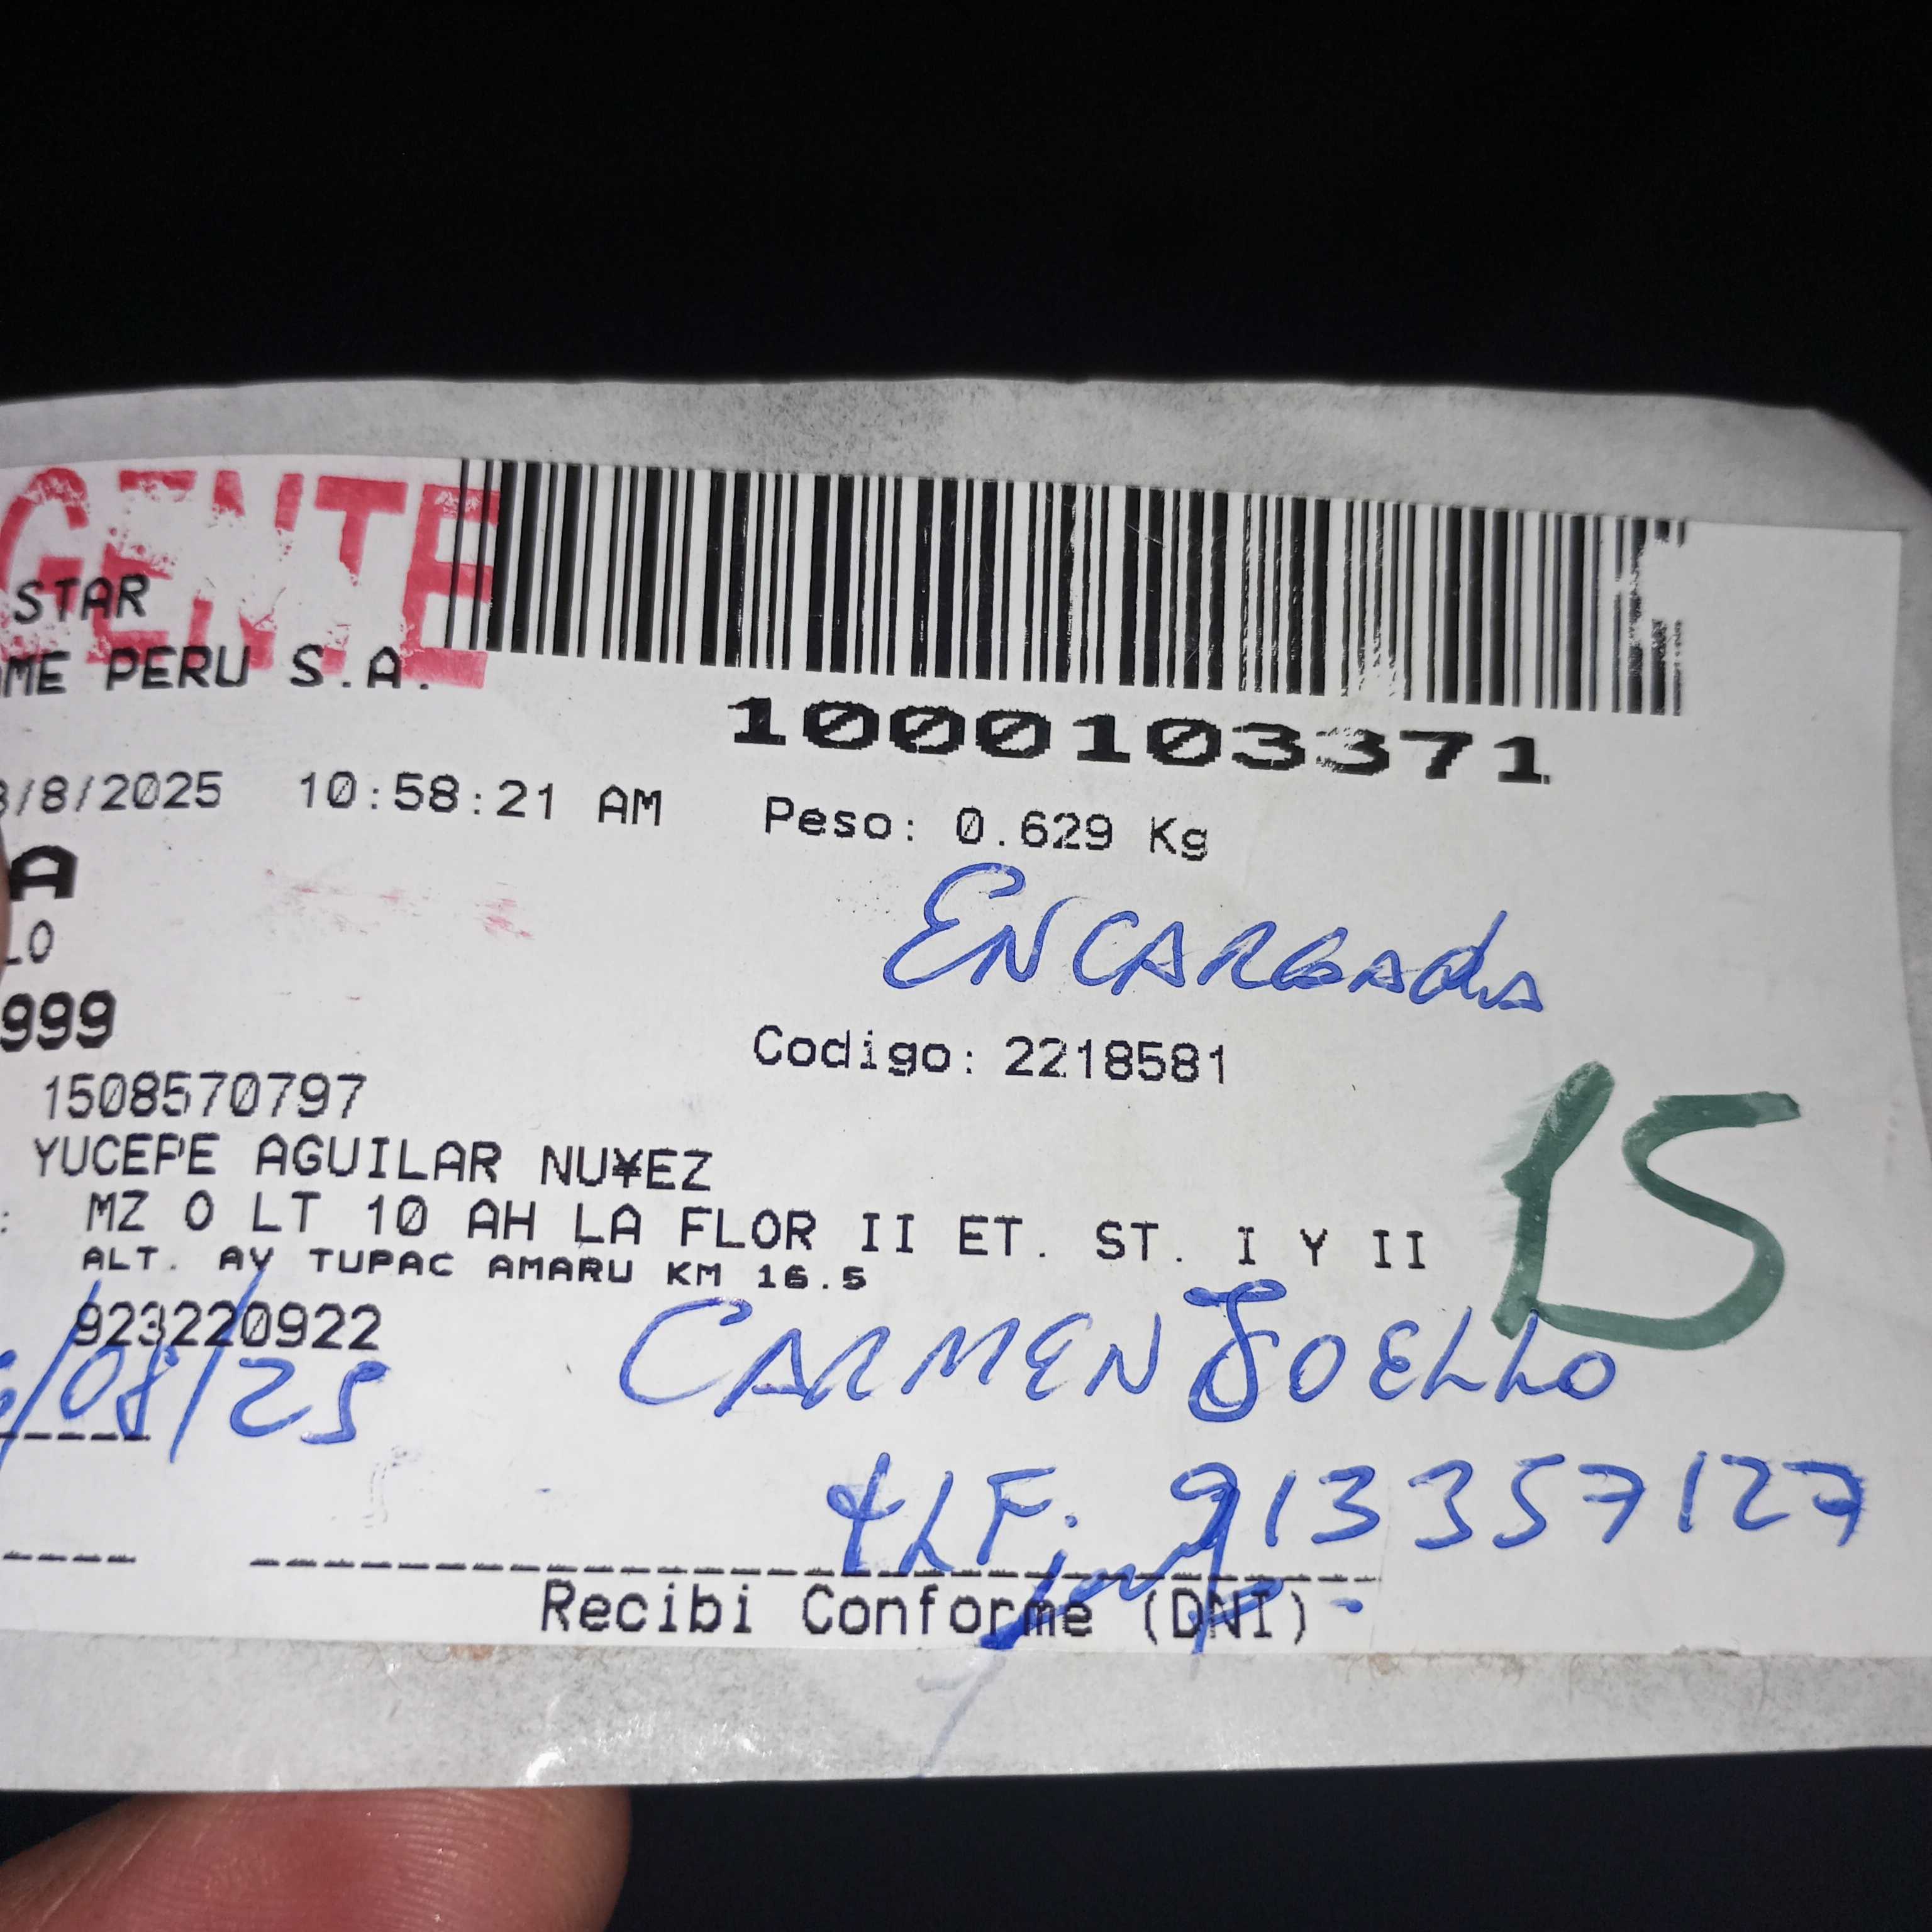 GENTE
STAR
ME PERU S.A.
1000103371
/8/2025 10:58:21 AM Peso: 0.629 Kg
A
ENCARGADA
LO
999
Codigo: 2218581
1508570797
15
YUCEPE AGUILAR NU¥EZ
: MZ O LT 10 AH LA FLOR II ET. ST. I Y II
ALT. AV TUPAC AMARU KM 16.5
923220922
/08/25
CARMEN JOELLO
TLF: 913357127
Recibi Conforme (DNI)